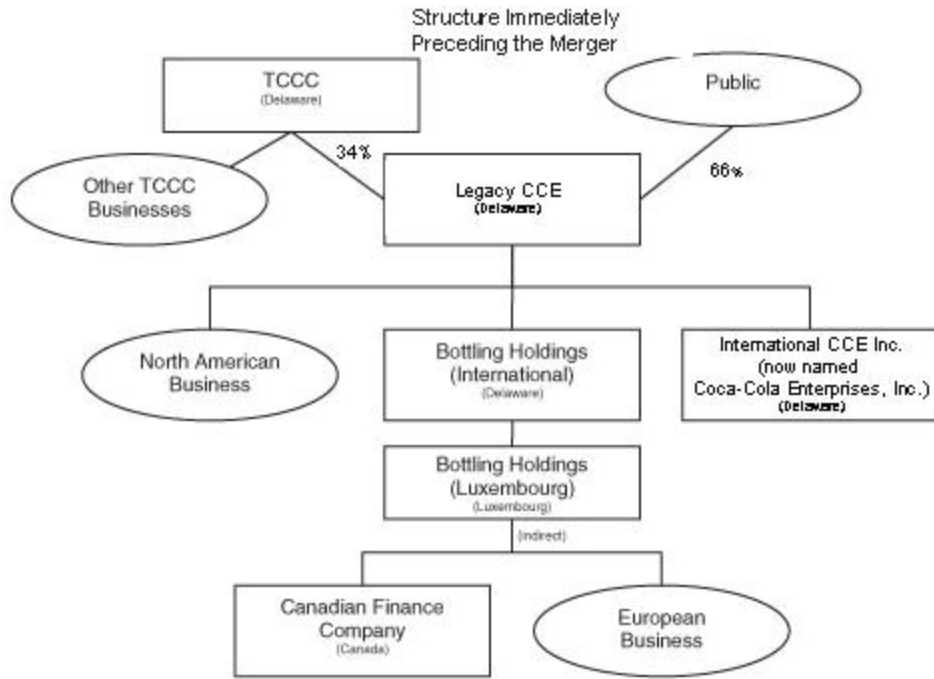 Structure Immediately
Preceding the Merger
TCCC
(Delaware)
Public
34%
66%
Other TCCC
Businesses
Legacy CCE
(Delaware)
North American
Business
Bottling Holdings
(International)
(Delaware)
International CCE Inc.
(now named
Coca-Cola Enterprises, Inc.)
(Delaware)
Bottling Holdings
(Luxembourg)
(Luxembourg)
(indirect)
Canadian Finance
Company
(Canada)
European
Business